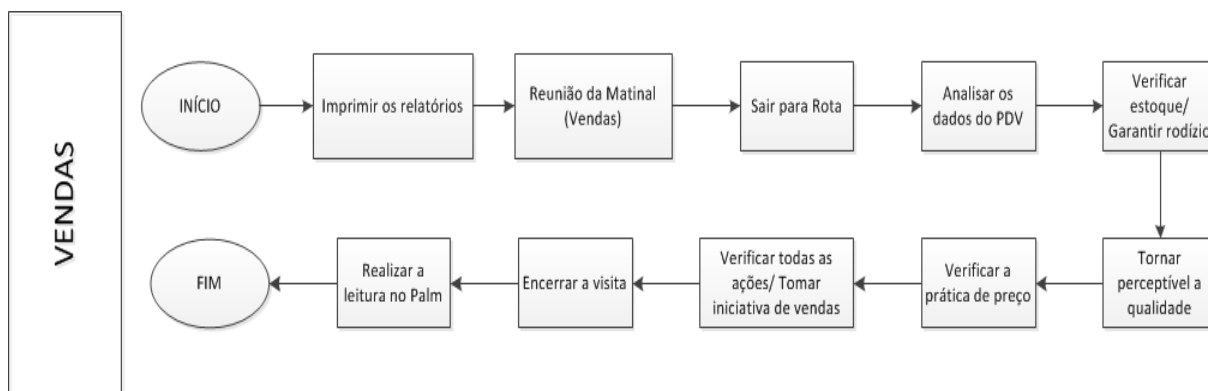 VENDAS
INÍCIO
Imprimir os relatórios
Reunião da Matinal
(Vendas)
Sair para Rota
Analisar os
dados do PDV
Verificar
estoque/
Garantir rodízio
Tornar
perceptível a
qualidade
Verificar a
prática de preço
Verificar todas as
ações/ Tomar
iniciativa de vendas
Encerrar a visita
Realizar a
leitura no Palm
FIM